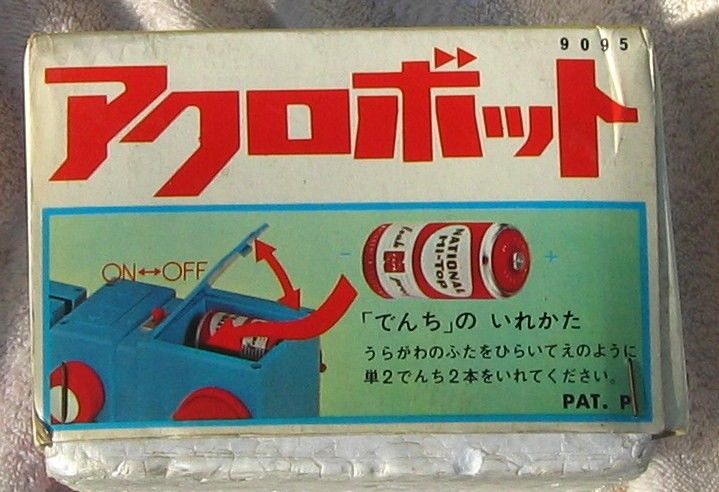 9095
アクロボット
ON↔OFF
NATIONAL
HI-TOP
− +
「でんち」の いれかた
うらがわのふたをひらいてえのように
単2でんち2本をいれてください。
PAT. P